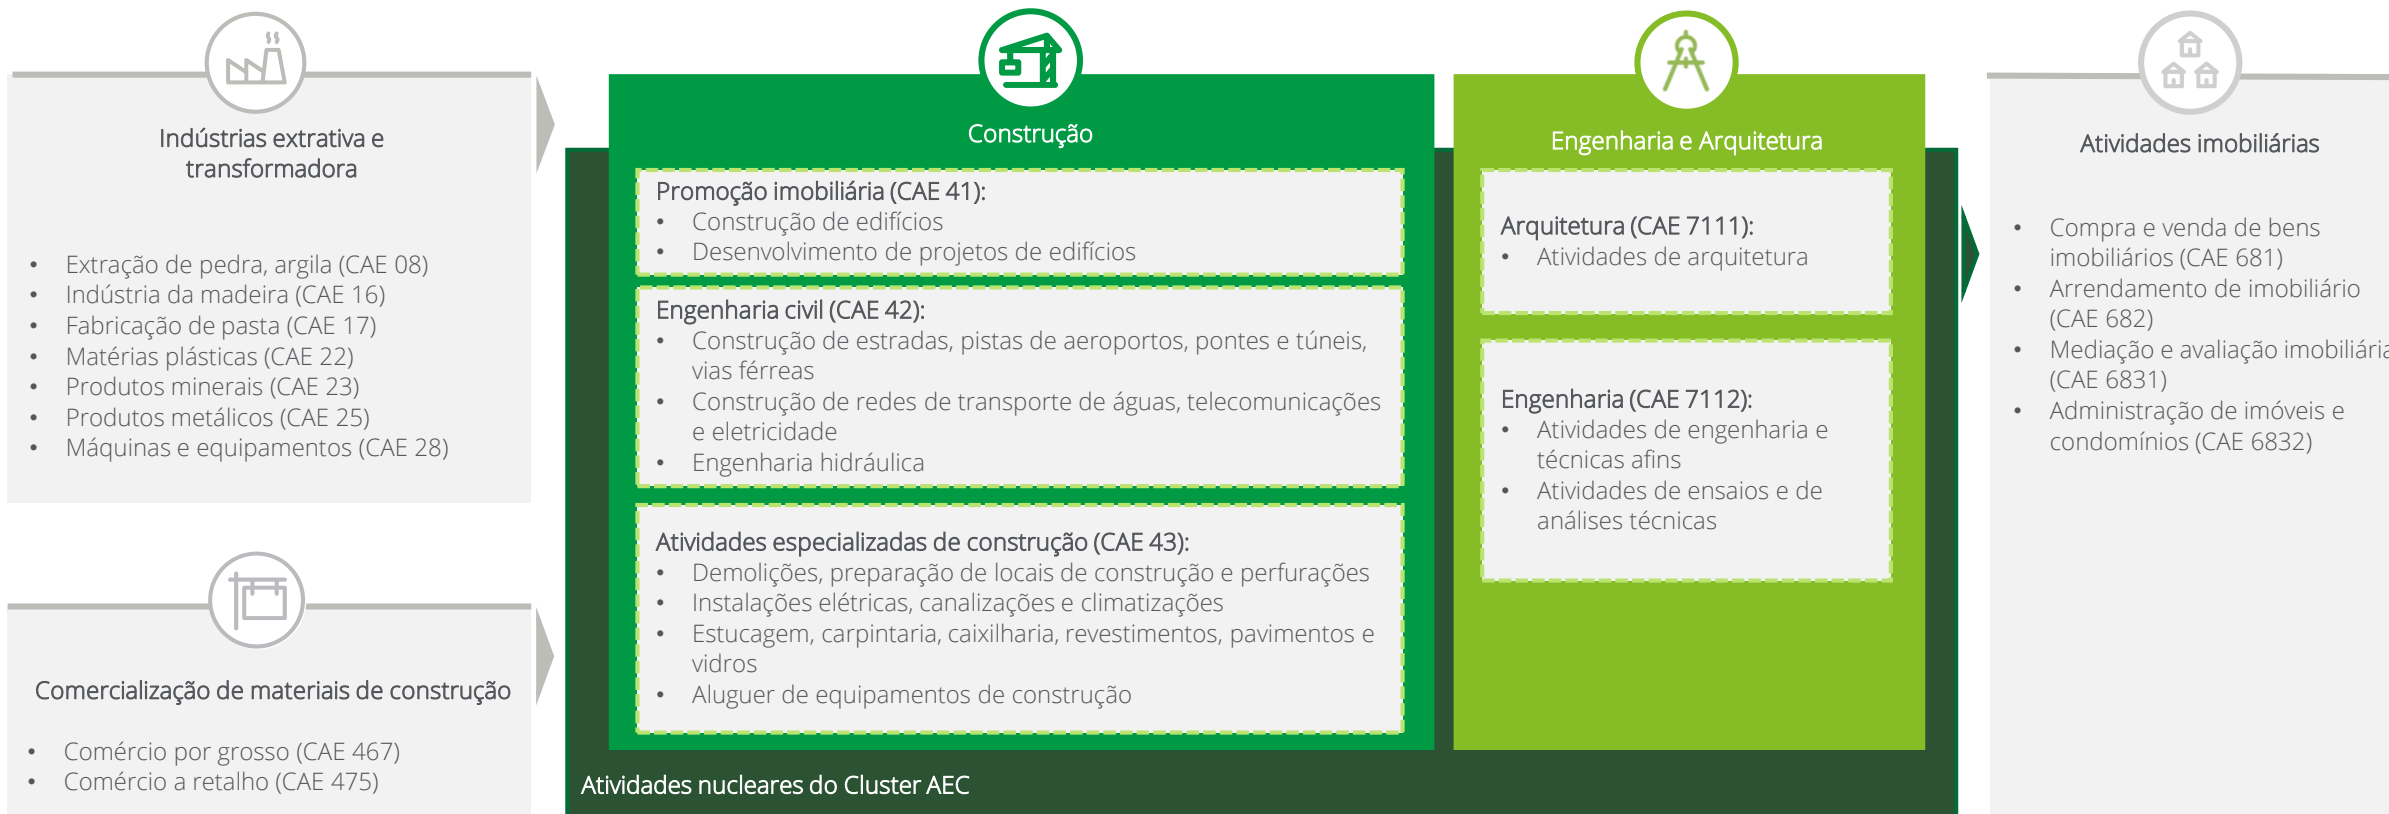 Indústrias extrativa e
transformadora
• Extração de pedra, argila (CAE 08)
• Indústria da madeira (CAE 16)
• Fabricação de pasta (CAE 17)
• Matérias plásticas (CAE 22)
• Produtos minerais (CAE 23)
• Produtos metálicos (CAE 25)
• Máquinas e equipamentos (CAE 28)
Comercialização de materiais de construção
• Comércio por grosso (CAE 467)
• Comércio a retalho (CAE 475)
Construção
Promoção imobiliária (CAE 41):
• Construção de edifícios
• Desenvolvimento de projetos de edifícios
Engenharia civil (CAE 42):
• Construção de estradas, pistas de aeroportos, pontes e túneis,
vias férreas
• Construção de redes de transporte de águas, telecomunicações
e eletricidade
• Engenharia hidráulica
Atividades especializadas de construção (CAE 43):
• Demolições, preparação de locais de construção e perfurações
• Instalações elétricas, canalizações e climatizações
• Estucagem, carpintaria, caixilharia, revestimentos, pavimentos e
vidros
• Aluguer de equipamentos de construção
Engenharia e Arquitetura
Arquitetura (CAE 7111):
• Atividades de arquitetura
Engenharia (CAE 7112):
• Atividades de engenharia e
técnicas afins
• Atividades de ensaios e de
análises técnicas
Atividades nucleares do Cluster AEC
Atividades imobiliárias
• Compra e venda de bens
imobiliários (CAE 681)
• Arrendamento de imobiliário
(CAE 682)
• Mediação e avaliação imobiliária
(CAE 6831)
• Administração de imóveis e
condomínios (CAE 6832)